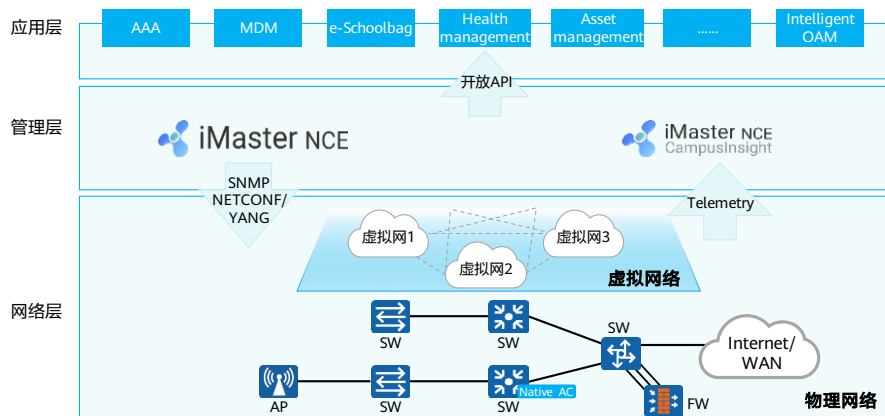 应用层
AAA
MDM
e-Schoolbag
Health
management
Asset
management
......
Intelligent
OAM
开放API
管理层
iMaster NCE
iMaster NCE
CampusInsight
SNMP
NETCONF/
YANG
Telemetry
网络层
虚拟网1
虚拟网2
虚拟网3
虚拟网络
SW
SW
SW
Internet/
WAN
AP
SW
SW
Native AC
FW
物理网络